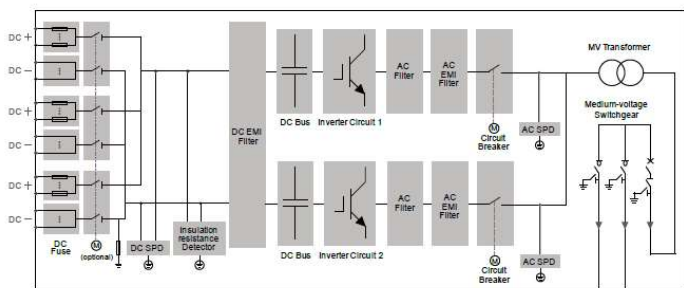 DC +
DC −
DC +
DC −
DC +
DC −
DC
Fuse
M
(optional)
DC SPD
Insulation
resistance
Detector
DC EMI
Filter
DC Bus
Inverter Circuit 1
AC
Filter
AC
EMI
Filter
M
Circuit
Breaker
AC SPD
DC Bus
Inverter Circuit 2
AC
Filter
AC
EMI
Filter
M
Circuit
Breaker
AC SPD
MV Transformer
Medium-voltage
Switchgear